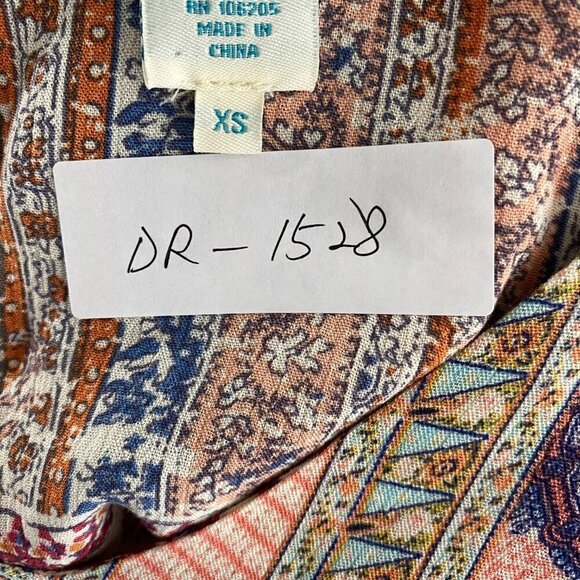 RN 106205
MADE IN
CHINA
XS
DR - 1528